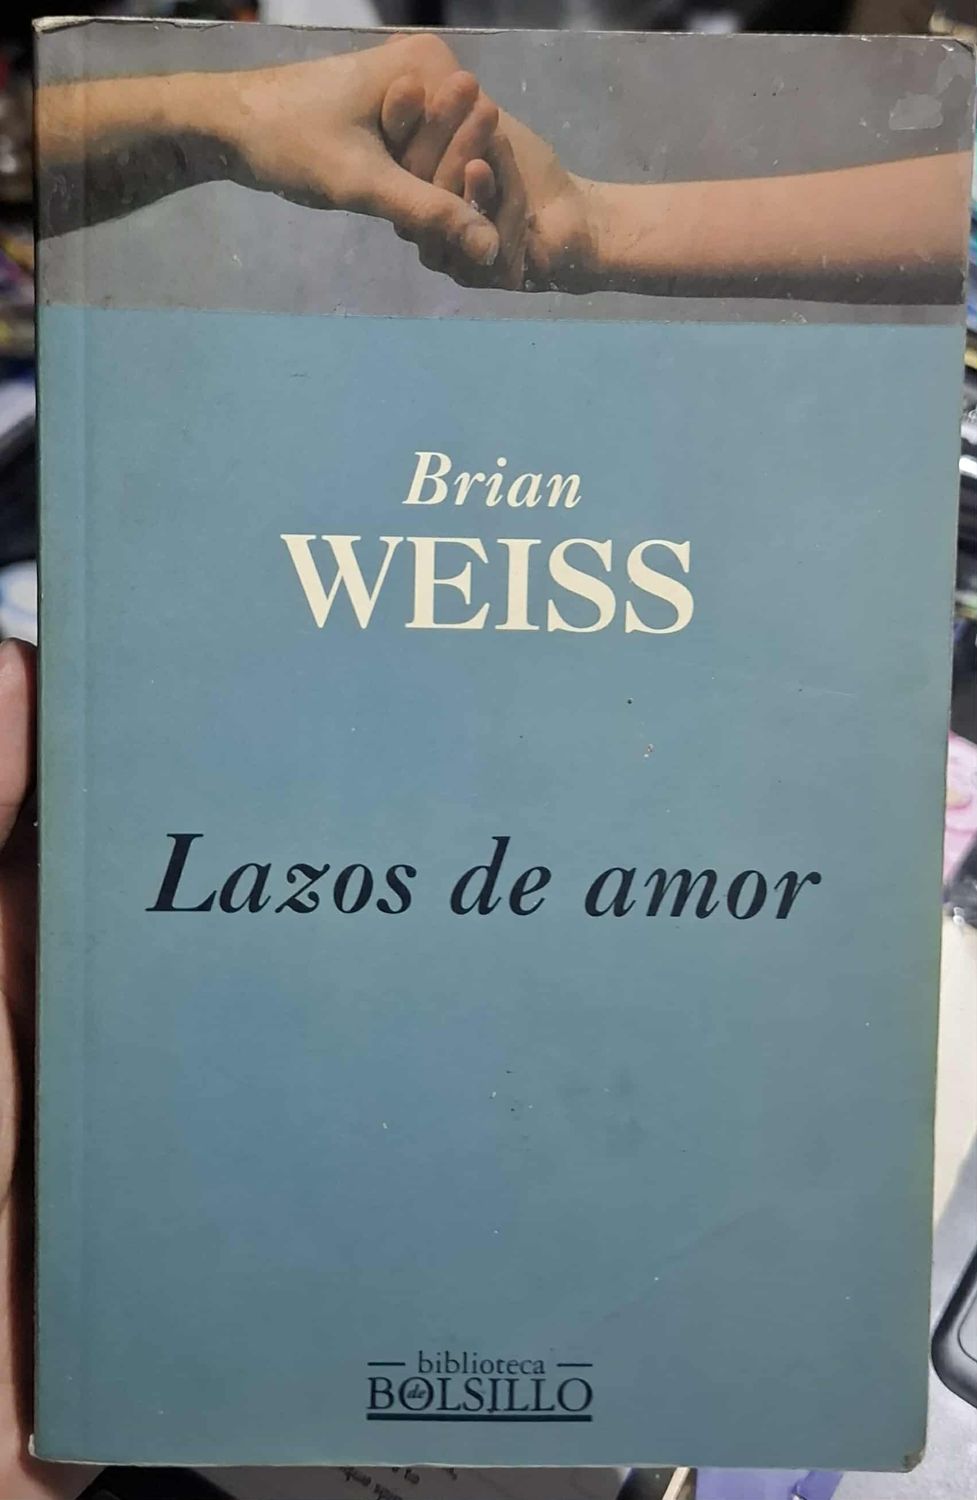 Brian
WEISS
Lazos de amor
biblioteca
de
BOLSILLO